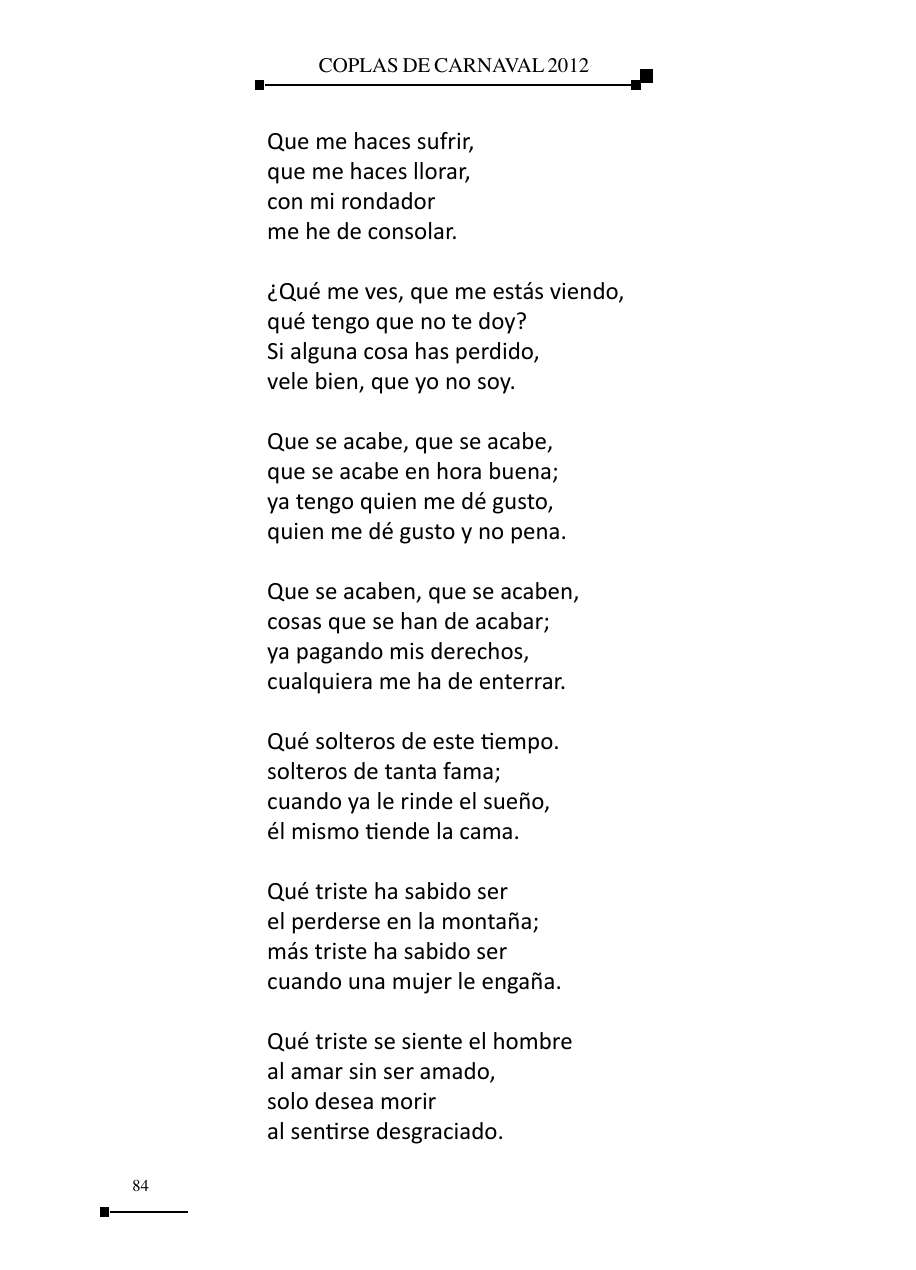 COPLAS DE CARNAVAL 2012
Que me haces sufrir,
que me haces llorar,
con mi rondador
me he de consolar.
¿Qué me ves, que me estás viendo,
qué tengo que no te doy?
Si alguna cosa has perdido,
vele bien, que yo no soy.
Que se acabe, que se acabe,
que se acabe en hora buena;
ya tengo quien me dé gusto,
quien me dé gusto y no pena.
Que se acaben, que se acaben,
cosas que se han de acabar;
ya pagando mis derechos,
cualquiera me ha de enterrar.
Qué solteros de este tiempo.
solteros de tanta fama;
cuando ya le rinde el sueño,
él mismo tiende la cama.
Qué triste ha sabido ser
el perderse en la montaña;
más triste ha sabido ser
cuando una mujer le engaña.
Qué triste se siente el hombre
al amar sin ser amado,
solo desea morir
al sentirse desgraciado.
84